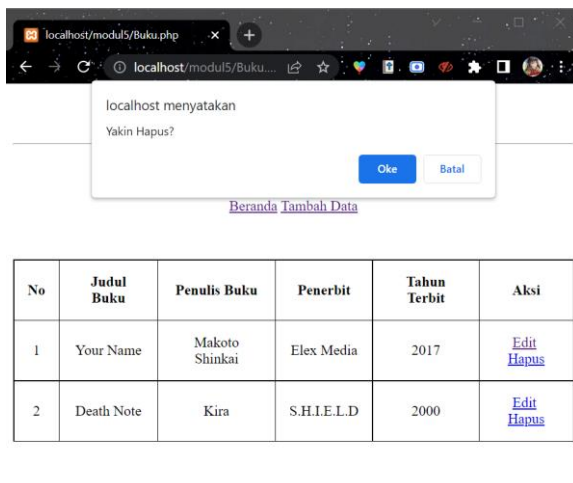 localhost/modul5/Buku.php
localhost/modul5/Buku....
localhost menyatakan
Yakin Hapus?
Oke Batal
Beranda Tambah Data
No Judul Buku Penulis Buku Penerbit Tahun Terbit Aksi
1 Your Name Makoto Shinkai Elex Media 2017 Edit Hapus
2 Death Note Kira S.H.I.E.L.D 2000 Edit Hapus